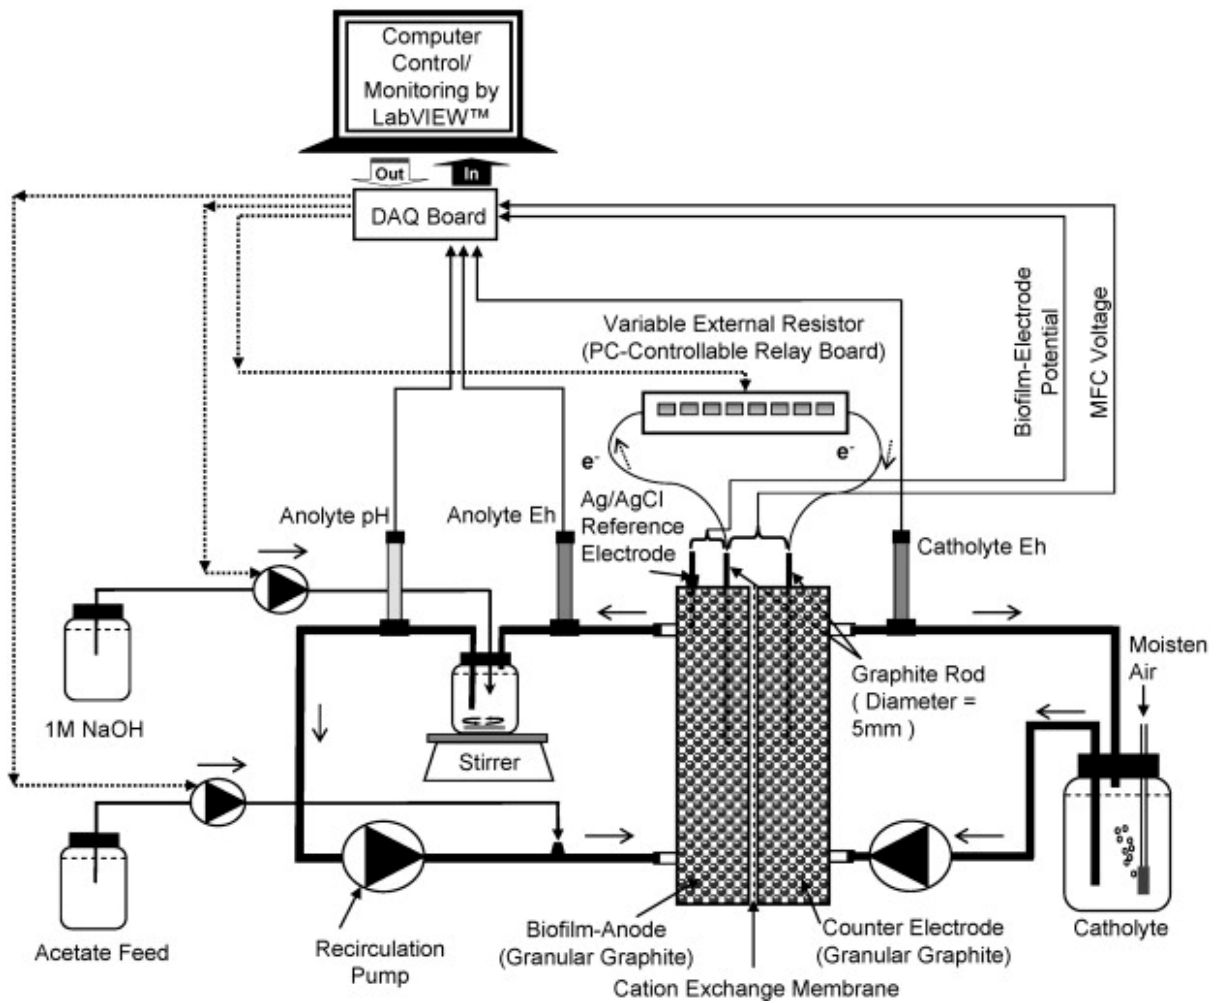 Computer
Control/
Monitoring by
LabVIEW™
Out
In
DAQ Board
Biofilm-Electrode
Potential
MFC Voltage
Variable External Resistor
(PC-Controllable Relay Board)
e-
e-
Anolyte pH
Anolyte Eh
Ag/AgCl
Reference
Electrode
Catholyte Eh
1M NaOH
Stirrer
Graphite Rod
( Diameter =
5mm )
Moisten
Air
Acetate Feed
Recirculation
Pump
Biofilm-Anode
(Granular Graphite)
Counter Electrode
(Granular Graphite)
Catholyte
Cation Exchange Membrane